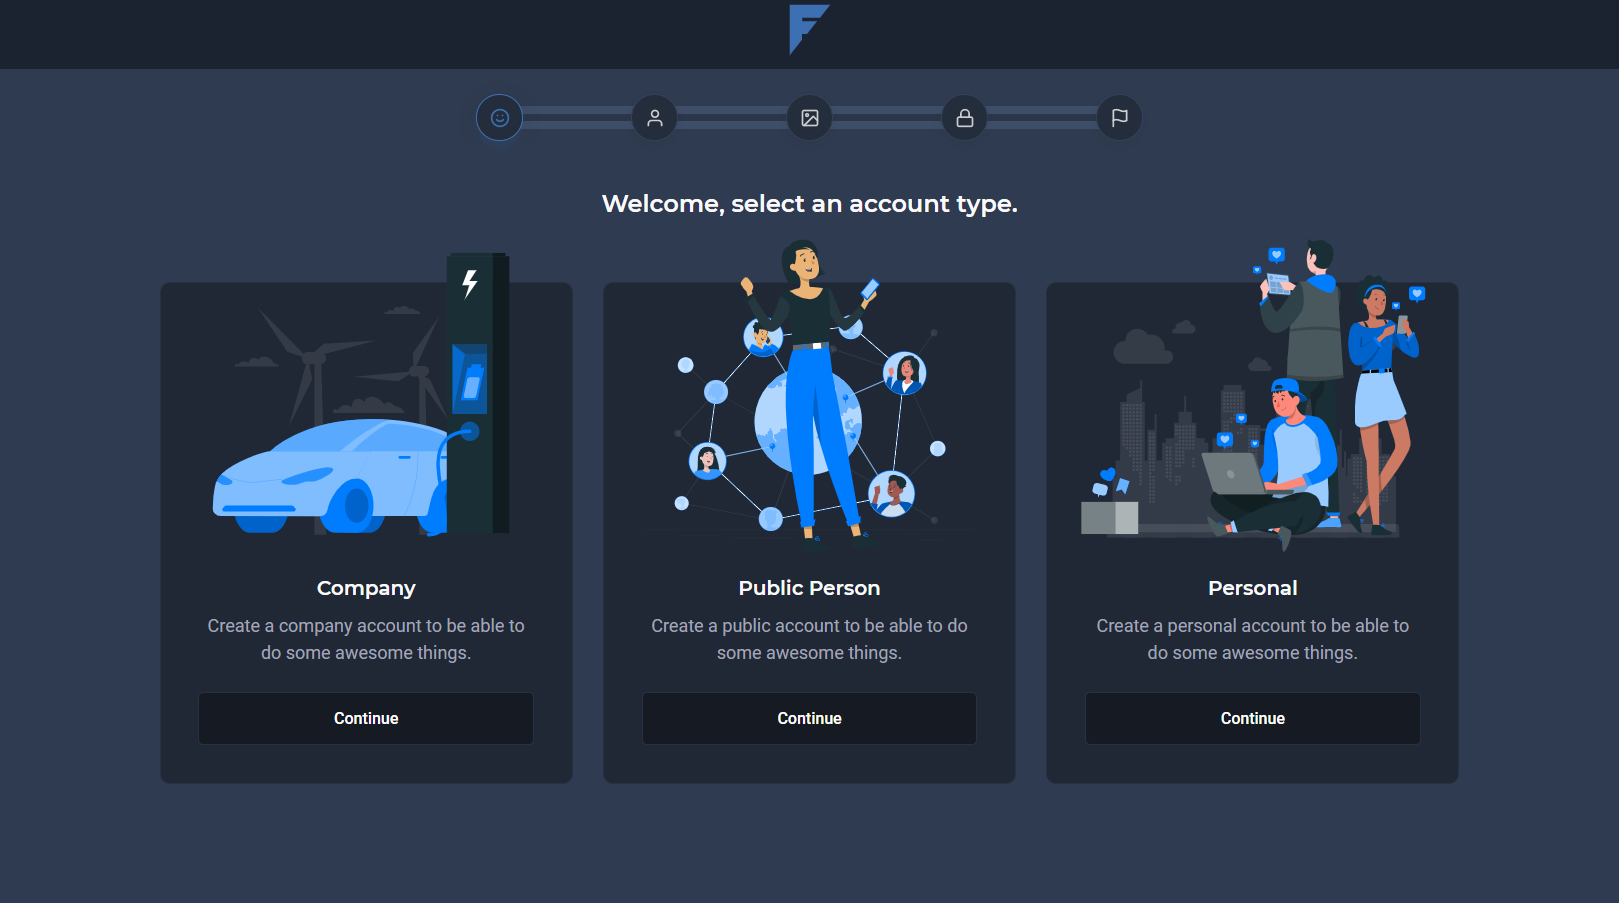 Welcome, select an account type.
Company
Create a company account to be able to
do some awesome things.
Continue
Public Person
Create a public account to be able to do
some awesome things.
Continue
Personal
Create a personal account to be able to
do some awesome things.
Continue